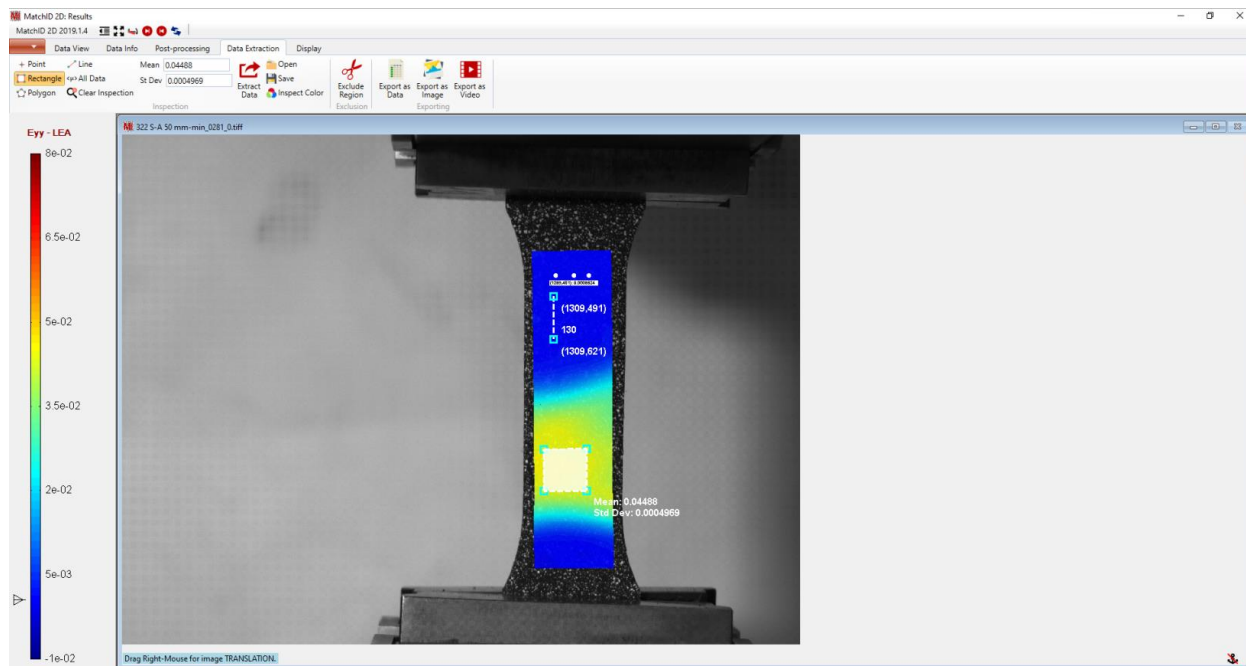 MatchID 2D: Results
MatchID 2D 2019.1.4
Data View Data Info Post-processing Data Extraction Display
+ Point Line Mean 0.04488 Open
Rectangle All Data St Dev 0.0004969 Save
Polygon Clear Inspection Extract Data Inspect Color Exclude Region Export as Data Export as Image Export as Video
Inspection Exclusion Exporting
322 S-A 50 mm-min_0281_0.tiff
Eyy - LEA
8e-02
6.5e-02
5e-02
3.5e-02
2e-02
5e-03
-1e-02
(1309,491)
130
(1309,621)
Mean: 0.04488
Std Dev: 0.0004969
Drag Right-Mouse for image TRANSLATION.